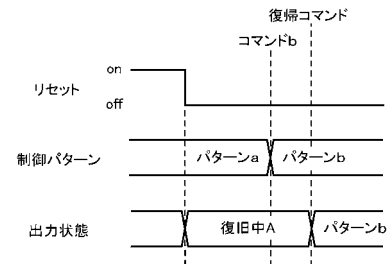 復帰コマンド
コマンドb
on
リセット
off
制御パターン
パターンa
パターンb
出力状態
復旧中A
パターンb